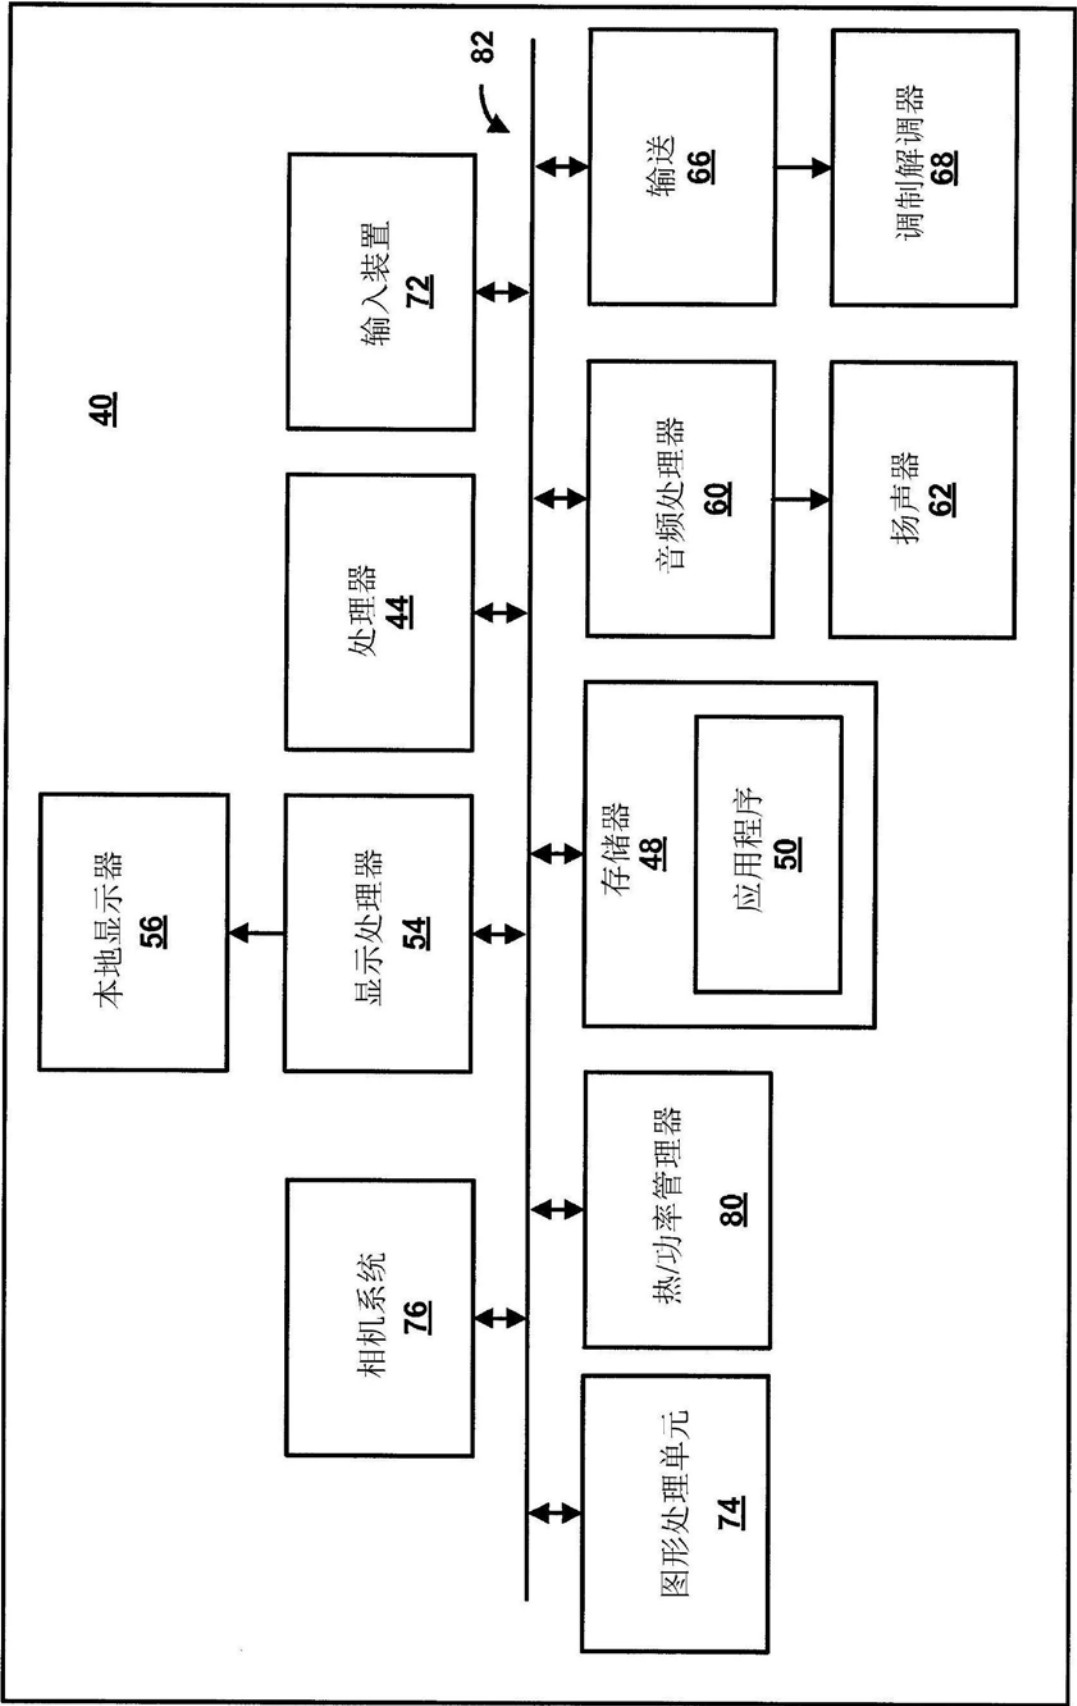 40
本地显示器
56
相机系统
76
显示处理器
54
处理器
44
输入装置
72
82
图形处理单元
74
热/功率管理器
80
存储器
48
应用程序
50
音频处理器
60
输送
66
扬声器
62
调制解调器
68